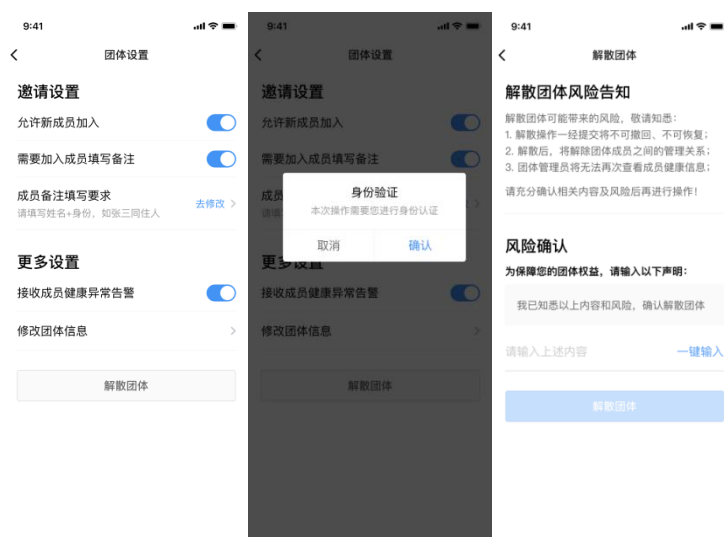 9:41
团体设置
邀请设置
允许新成员加入
需要加入成员填写备注
成员备注填写要求
请填写姓名+身份，如张三同住人
去修改
更多设置
接收成员健康异常告警
修改团体信息
解散团体
9:41
团体设置
邀请设置
允许新成员加入
需要加入成员填写备注
成员
身份验证
本次操作需要您进行身份认证
取消
确认
更多设置
接收成员健康异常告警
修改团体信息
解散团体
9:41
解散团体
解散团体风险告知
解散团体可能带来的风险，敬请知悉：
1. 解散操作一经提交将不可撤回、不可恢复；
2. 解散后，将解除团体成员之间的管理关系；
3. 团体管理员将无法再次查看成员健康信息；
请充分确认相关内容及风险后再进行操作！
风险确认
为保障您的团体权益，请输入以下声明：
我已知悉以上内容和风险，确认解散团体
请输入上述内容
一键输入
解散团体